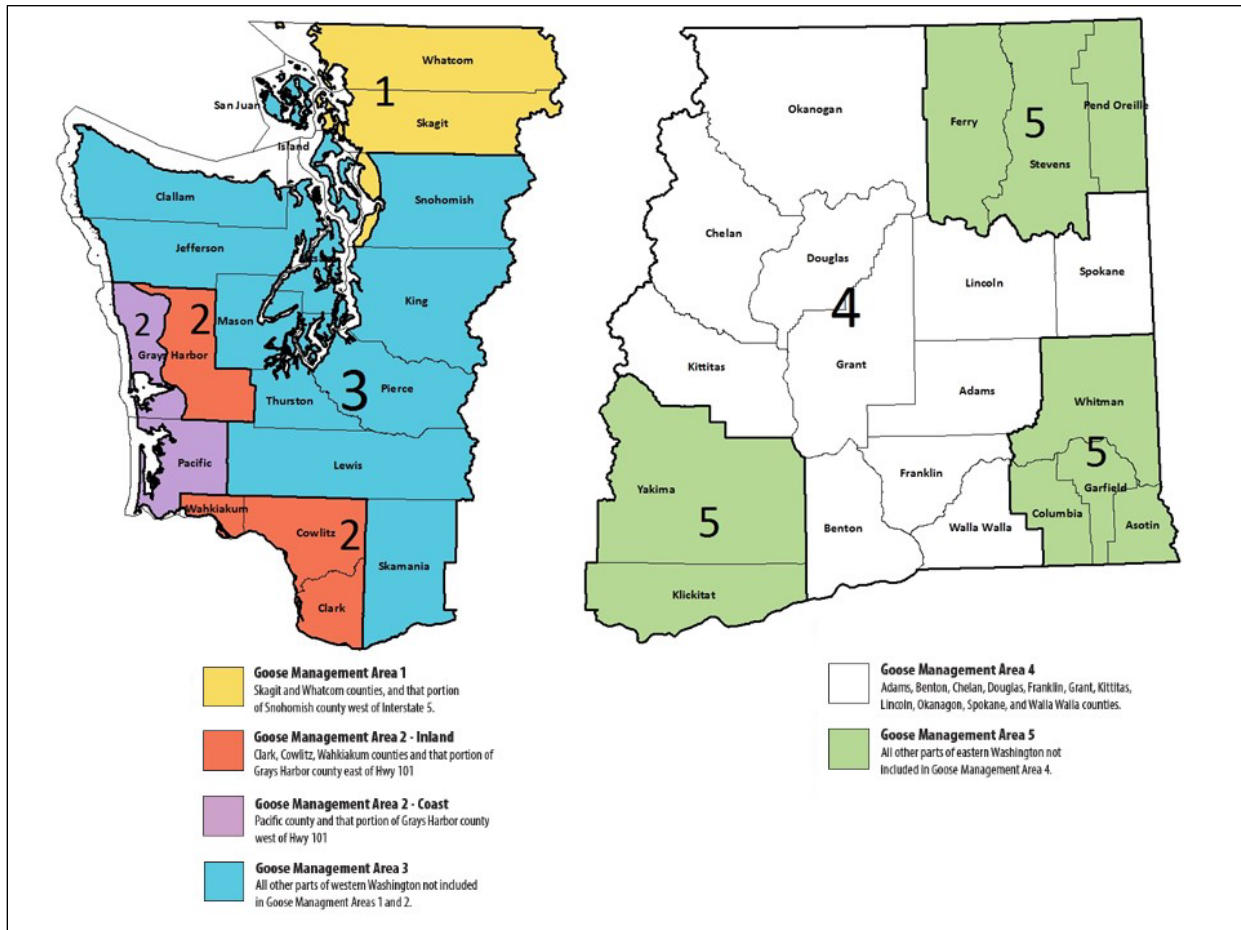 Whatcom
1
San Juan
Skagit
Island
Clallam
Snohomish
Jefferson
King
2
2
Mason
Grays Harbor
3
Pierce
Thurston
Pacific
Lewis
Wahkiakum
Cowlitz
2
Skamania
Clark
Okanogan
Ferry
5
Pend Oreille
Stevens
Chelan
Douglas
Lincoln
Spokane
4
Kittitas
Grant
Adams
Whitman
Yakima
5
Franklin
5
Garfield
Columbia
Asotin
Benton
Walla Walla
Klickitat
Goose Management Area 1
Skagit and Whatcom counties, and that portion
of Snohomish county west of Interstate 5.
Goose Management Area 2 - Inland
Clark, Cowlitz, Wahkiakum counties and that portion of
Grays Harbor county east of Hwy 101
Goose Management Area 2 - Coast
Pacific county and that portion of Grays Harbor county
west of Hwy 101
Goose Management Area 3
All other parts of western Washington not included
in Goose Managment Areas 1 and 2.
Goose Management Area 4
Adams, Benton, Chelan, Douglas, Franklin, Grant, Kittitas,
Lincoln, Okanagon, Spokane, and Walla Walla counties.
Goose Management Area 5
All other parts of eastern Washington not
included in Goose Management Area 4.